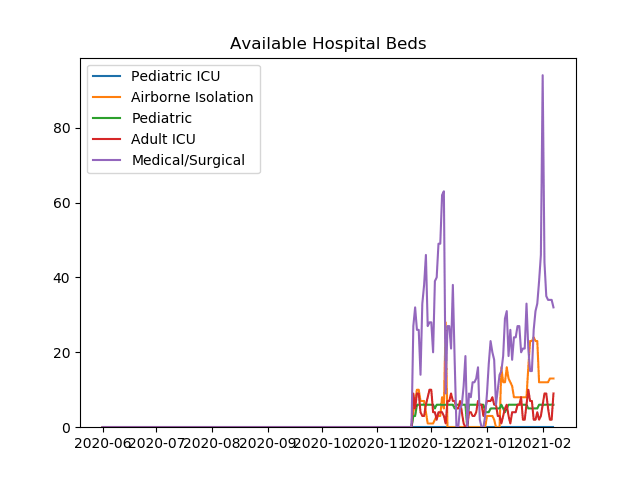 Available Hospital Beds
Pediatric ICU
Airborne Isolation
Pediatric
Adult ICU
Medical/Surgical
80
60
40
20
0
2020-06 2020-07 2020-08 2020-09 2020-10 2020-11 2020-12 2021-01 2021-02